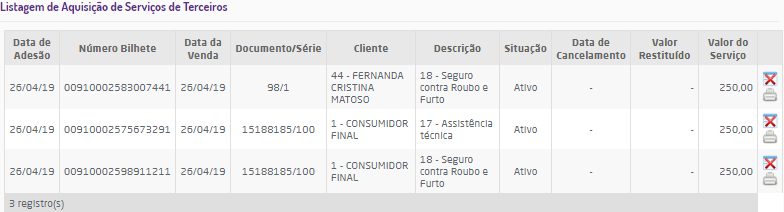 Listagem de Aquisição de Serviços de Terceiros
Data de Adesão Número Bilhete Data da Venda Documento/Série Cliente Descrição Situação Data de Cancelamento Valor Restituído Valor do Serviço
26/04/19 00910002583007441 26/04/19 98/1 44 - FERNANDA CRISTINA MATOSO 18 - Seguro contra Roubo e Furto Ativo - - 250,00
26/04/19 00910002575673291 26/04/19 15188185/100 1 - CONSUMIDOR FINAL 17 - Assistência técnica Ativo - - 250,00
26/04/19 00910002598911211 26/04/19 15188185/100 1 - CONSUMIDOR FINAL 18 - Seguro contra Roubo e Furto Ativo - - 250,00
3 registro(s)